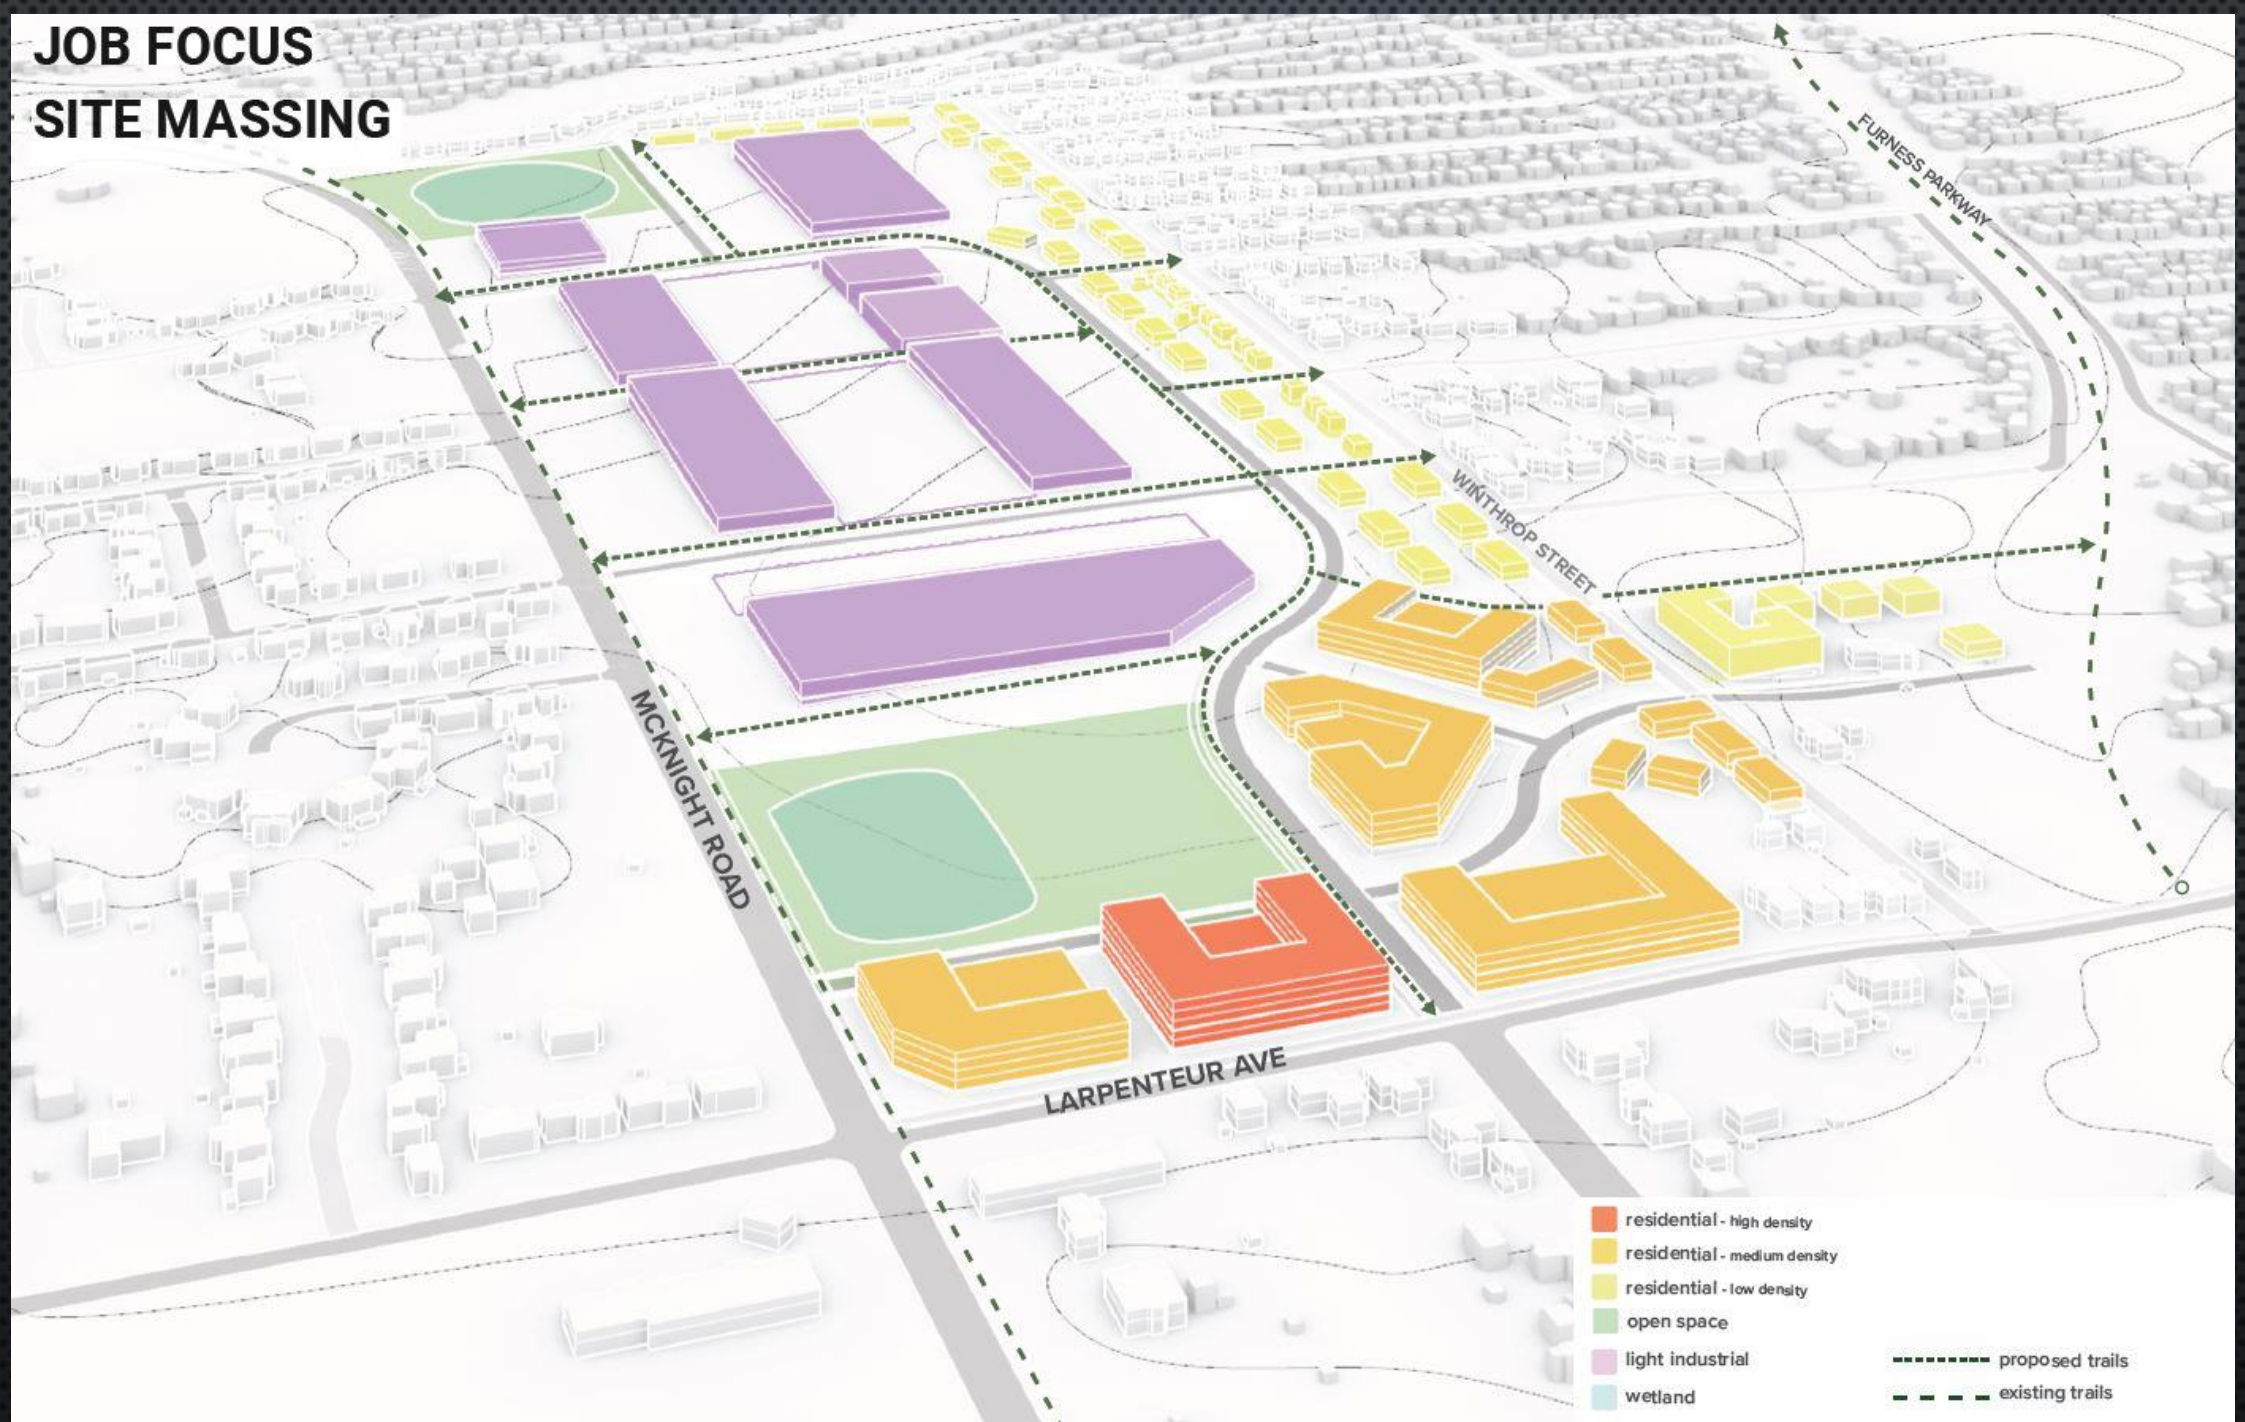 JOB FOCUS
SITE MASSING
FURNESS PARKWAY
WINTHROP STREET
MCKNIGHT ROAD
LARPENTEUR AVE
residential - high density
residential - medium density
residential - low density
open space
light industrial
wetland
proposed trails
existing trails